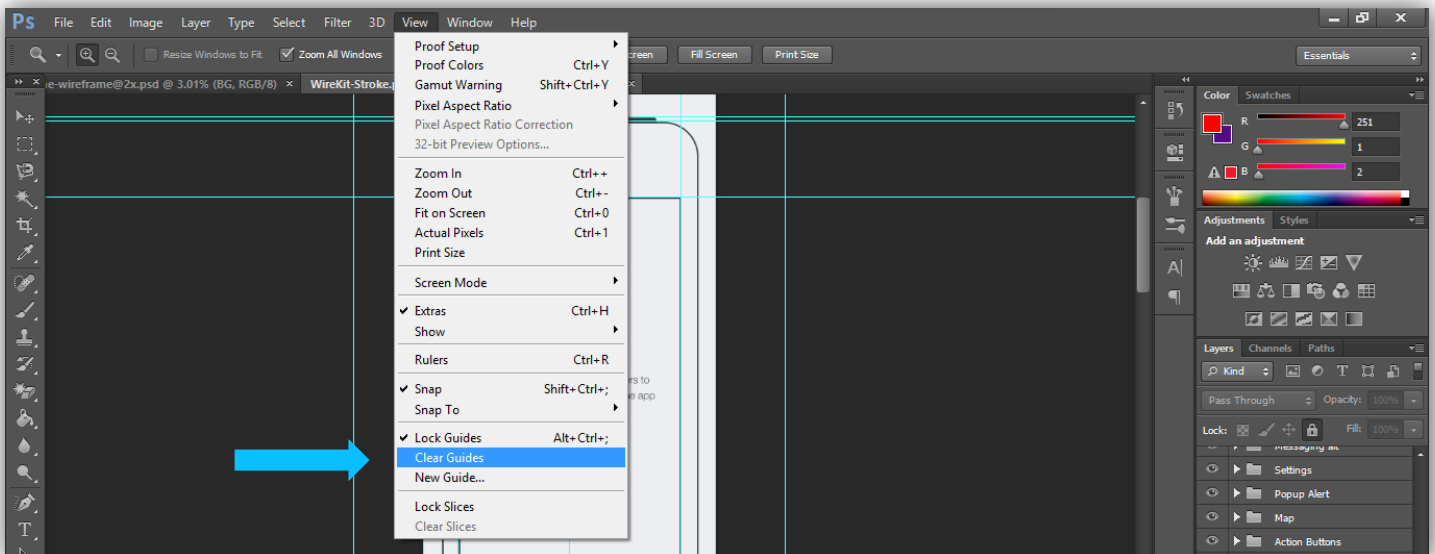 Ps File Edit Image Layer Type Select Filter 3D View Window Help
Resize Windows to Fit Zoom All Windows creen Fill Screen Print Size Essentials
e-wireframe@2x.psd @ 3.01% (BG, RGB/8) × WireKit-Stroke.p ×
Proof Setup
Proof Colors Ctrl+Y
Gamut Warning Shift+Ctrl+Y
Pixel Aspect Ratio
Pixel Aspect Ratio Correction
32-bit Preview Options...
Zoom In Ctrl++
Zoom Out Ctrl+-
Fit on Screen Ctrl+0
Actual Pixels Ctrl+1
Print Size
Screen Mode
Extras Ctrl+H
Show
Rulers Ctrl+R
Snap Shift+Ctrl+;
Snap To
Lock Guides Alt+Ctrl+;
Clear Guides
New Guide...
Lock Slices
Clear Slices
rs to
e app
Color Swatches
R 251
G 1
B 2
Adjustments Styles
Add an adjustment
Layers Channels Paths
Kind
Pass Through Opacity: 100%
Lock: Fill: 100%
Messaging alt
Settings
Popup Alert
Map
Action Buttons